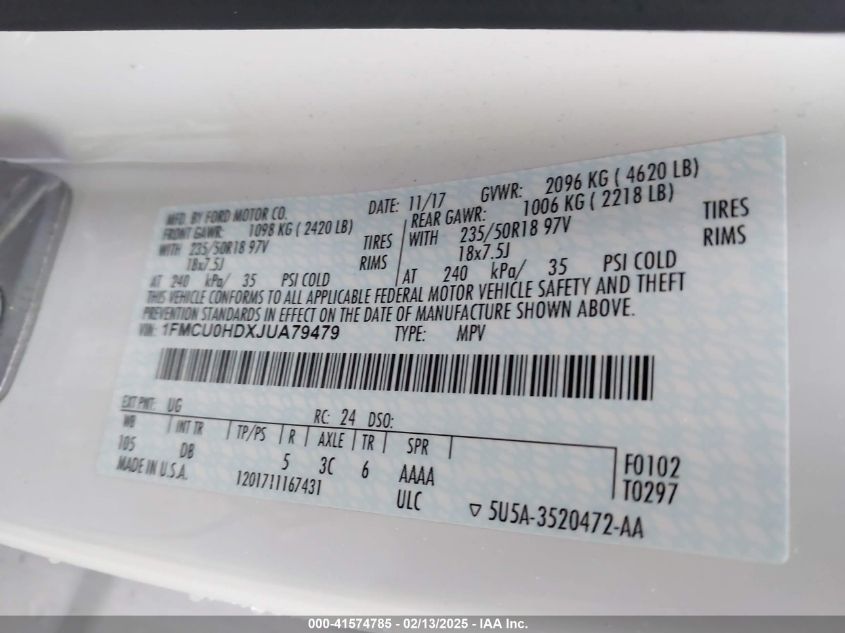 MFD. BY FORD MOTOR CO. DATE: 11/17 GVWR: 2096 KG ( 4620 LB)
FRONT GAWR: 1098 KG ( 2420 LB) REAR GAWR: 1006 KG ( 2218 LB)
WITH 235/50R18 97V TIRES WITH 235/50R18 97V TIRES
18x7.5J RIMS 18x7.5J RIMS
AT 240 kPa/ 35 PSI COLD AT 240 kPa/ 35 PSI COLD
THIS VEHICLE CONFORMS TO ALL APPLICABLE FEDERAL MOTOR VEHICLE SAFETY AND THEFT
PREVENTION STANDARDS IN EFFECT ON THE DATE OF MANUFACTURE SHOWN ABOVE.
VIN: 1FMCU0HDXJUA79479 TYPE: MPV
EXT PNT: UG RC: 24 DSO:
WB INT TR TP/PS R AXLE TR SPR
105 DB 5 3C 6 AAAA F0102
MADE IN U.S.A. 1201711167431 ULC T0297
5U5A-3520472-AA
000-41574785 - 02/13/2025 - IAA Inc.